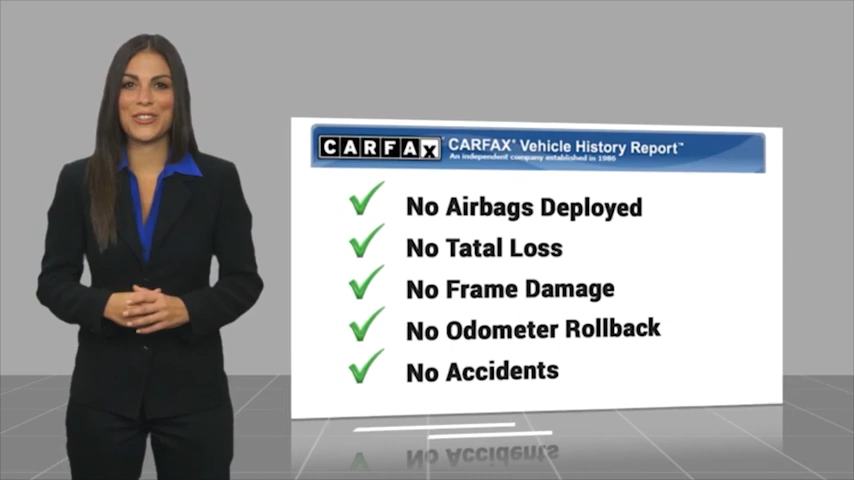 CARFAX CARFAX® Vehicle History Report™
An independent company established in 1986
No Airbags Deployed
No Tatal Loss
No Frame Damage
No Odometer Rollback
No Accidents
No Accidents